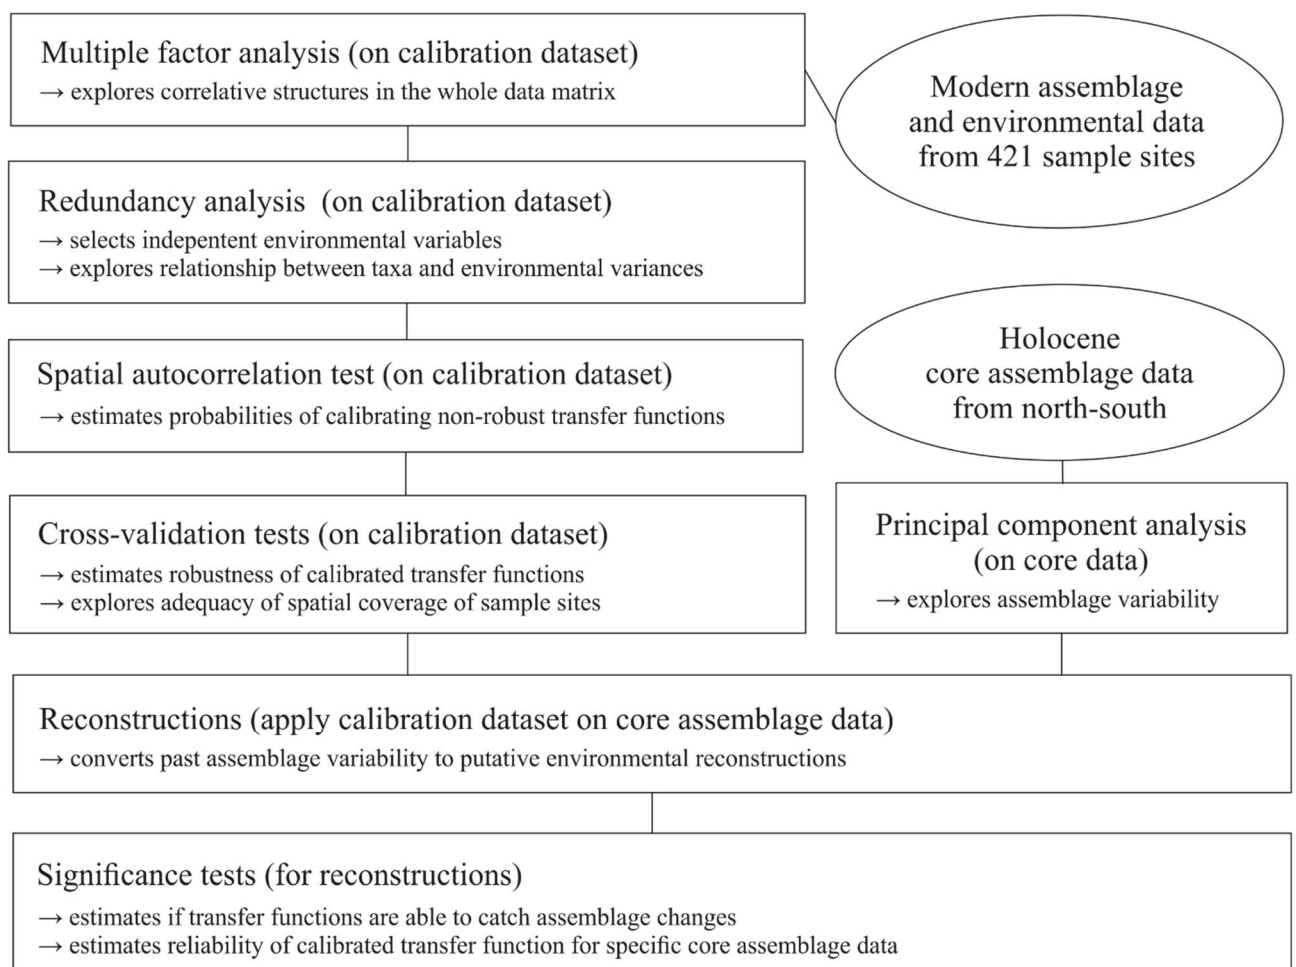 Multiple factor analysis (on calibration dataset)
→ explores correlative structures in the whole data matrix
Modern assemblage
and environmental data
from 421 sample sites
Redundancy analysis (on calibration dataset)
→ selects indepentent environmental variables
→ explores relationship between taxa and environmental variances
Spatial autocorrelation test (on calibration dataset)
→ estimates probabilities of calibrating non-robust transfer functions
Holocene
core assemblage data
from north-south
Cross-validation tests (on calibration dataset)
→ estimates robustness of calibrated transfer functions
→ explores adequacy of spatial coverage of sample sites
Principal component analysis
(on core data)
→ explores assemblage variability
Reconstructions (apply calibration dataset on core assemblage data)
→ converts past assemblage variability to putative environmental reconstructions
Significance tests (for reconstructions)
→ estimates if transfer functions are able to catch assemblage changes
→ estimates reliability of calibrated transfer function for specific core assemblage data